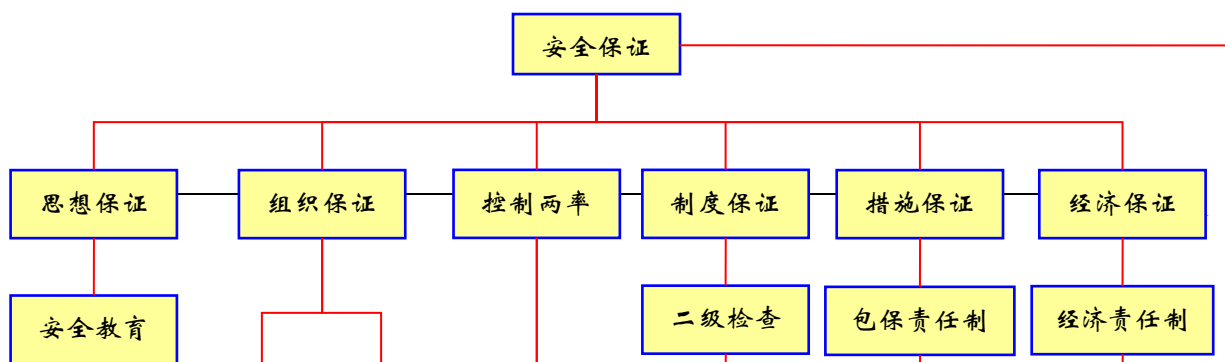 安全保证
思想保证
组织保证
控制两率
制度保证
措施保证
经济保证
安全教育
二级检查
包保责任制
经济责任制